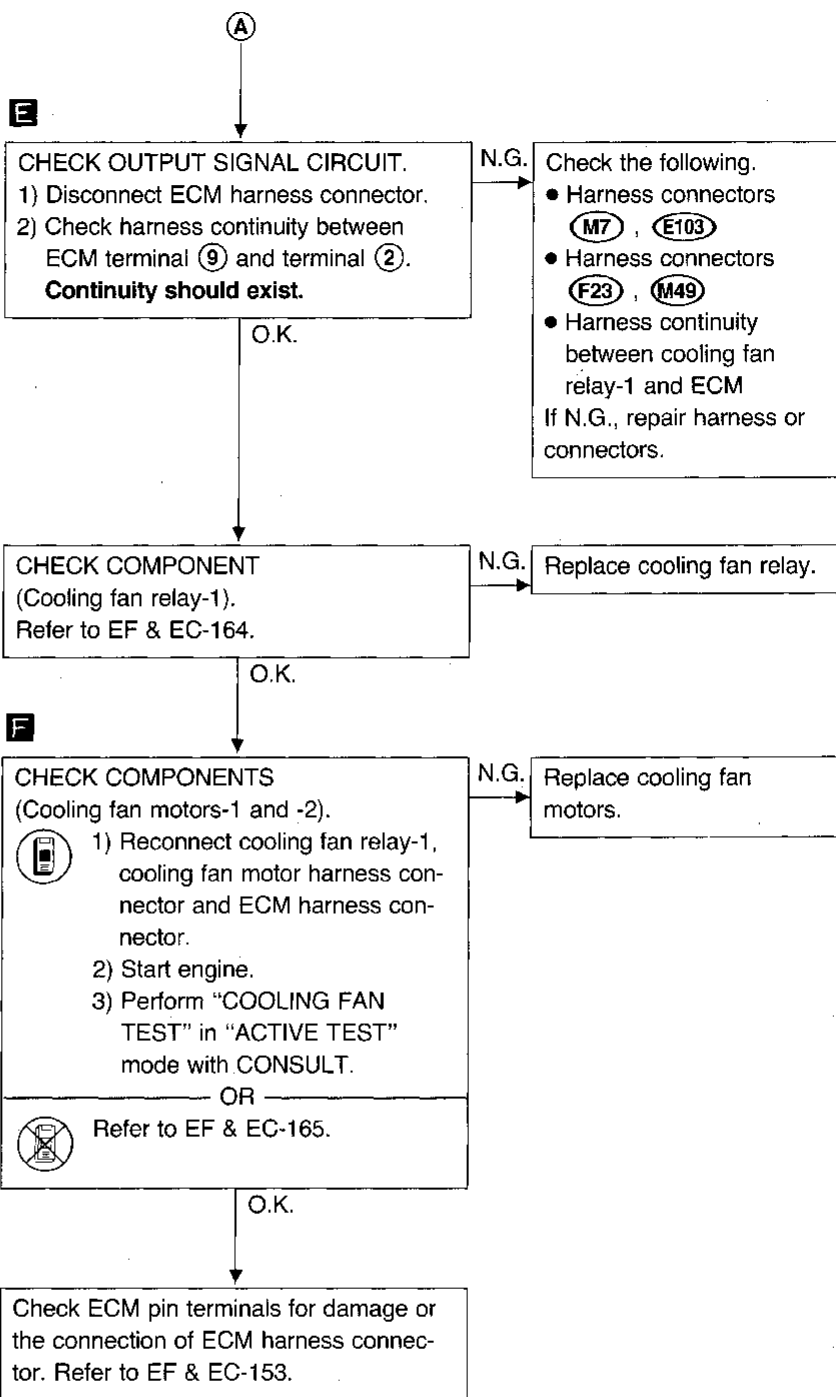 A
E
CHECK OUTPUT SIGNAL CIRCUIT.
1) Disconnect ECM harness connector.
2) Check harness continuity between
ECM terminal 9 and terminal 2.
Continuity should exist.
N.G.
Check the following.
● Harness connectors
M7 , E103
● Harness connectors
F23 , M49
● Harness continuity
between cooling fan
relay-1 and ECM
If N.G., repair harness or
connectors.
O.K.
CHECK COMPONENT
(Cooling fan relay-1).
Refer to EF & EC-164.
N.G.
Replace cooling fan relay.
O.K.
F
CHECK COMPONENTS
(Cooling fan motors-1 and -2).
1) Reconnect cooling fan relay-1,
cooling fan motor harness con-
nector and ECM harness con-
nector.
2) Start engine.
3) Perform “COOLING FAN
TEST” in “ACTIVE TEST”
mode with CONSULT.
OR
Refer to EF & EC-165.
N.G.
Replace cooling fan
motors.
O.K.
Check ECM pin terminals for damage or
the connection of ECM harness connec-
tor. Refer to EF & EC-153.